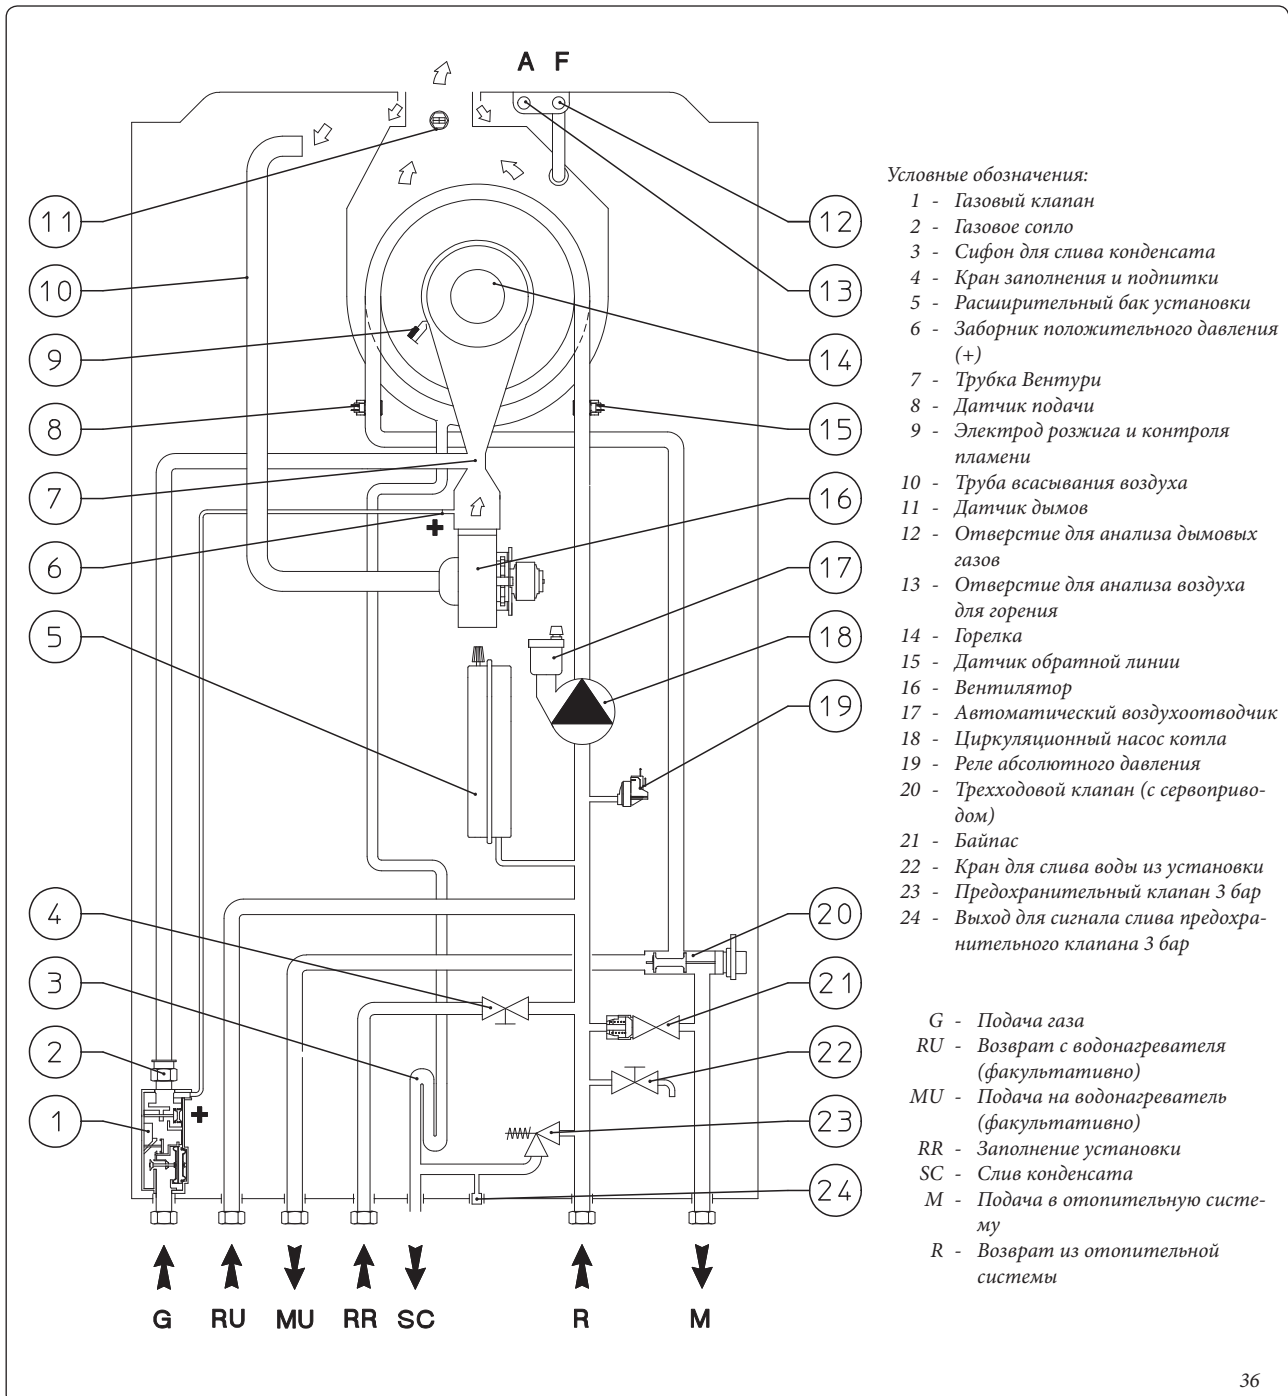 A F
11
10
9
8
7
6
5
4
3
2
1
12
13
14
15
16
17
18
19
20
21
22
23
24
+
+
G RU MU RR SC R M
Условные обозначения:
1 - Газовый клапан
2 - Газовое сопло
3 - Сифон для слива конденсата
4 - Кран заполнения и подпитки
5 - Расширительный бак установки
6 - Заборник положительного давления
(+)
7 - Трубка Вентури
8 - Датчик подачи
9 - Электрод розжига и контроля
пламени
10 - Труба всасывания воздуха
11 - Датчик дымов
12 - Отверстие для анализа дымовых
газов
13 - Отверстие для анализа воздуха
для горения
14 - Горелка
15 - Датчик обратной линии
16 - Вентилятор
17 - Автоматический воздухоотводчик
18 - Циркуляционный насос котла
19 - Реле абсолютного давления
20 - Трехходовой клапан (с сервоприво-
дом)
21 - Байпас
22 - Кран для слива воды из установки
23 - Предохранительный клапан 3 бар
24 - Выход для сигнала слива предохра-
нительного клапана 3 бар
G - Подача газа
RU - Возврат с водонагревателя
(факультативно)
MU - Подача на водонагреватель
(факультативно)
RR - Заполнение установки
SC - Слив конденсата
M - Подача в отопительную систе-
му
R - Возврат из отопительной
системы
36